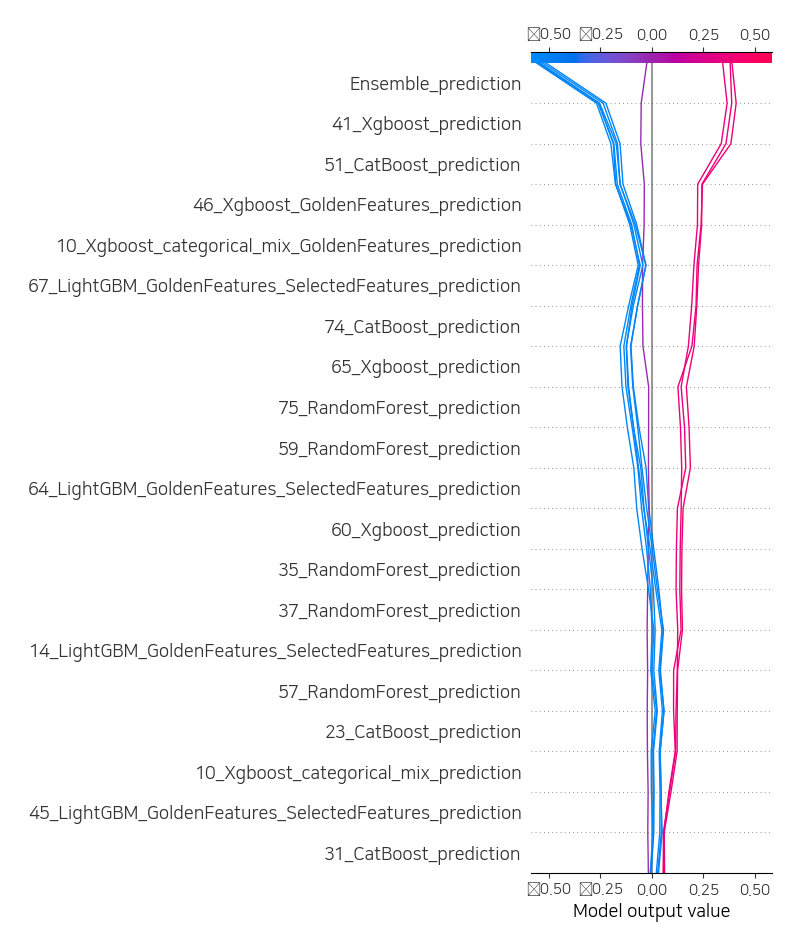 ▯0.50 ▯0.25 0.00 0.25 0.50
Ensemble_prediction
41_Xgboost_prediction
51_CatBoost_prediction
46_Xgboost_GoldenFeatures_prediction
10_Xgboost_categorical_mix_GoldenFeatures_prediction
67_LightGBM_GoldenFeatures_SelectedFeatures_prediction
74_CatBoost_prediction
65_Xgboost_prediction
75_RandomForest_prediction
59_RandomForest_prediction
64_LightGBM_GoldenFeatures_SelectedFeatures_prediction
60_Xgboost_prediction
35_RandomForest_prediction
37_RandomForest_prediction
14_LightGBM_GoldenFeatures_SelectedFeatures_prediction
57_RandomForest_prediction
23_CatBoost_prediction
10_Xgboost_categorical_mix_prediction
45_LightGBM_GoldenFeatures_SelectedFeatures_prediction
31_CatBoost_prediction
▯0.50 ▯0.25 0.00 0.25 0.50
Model output value